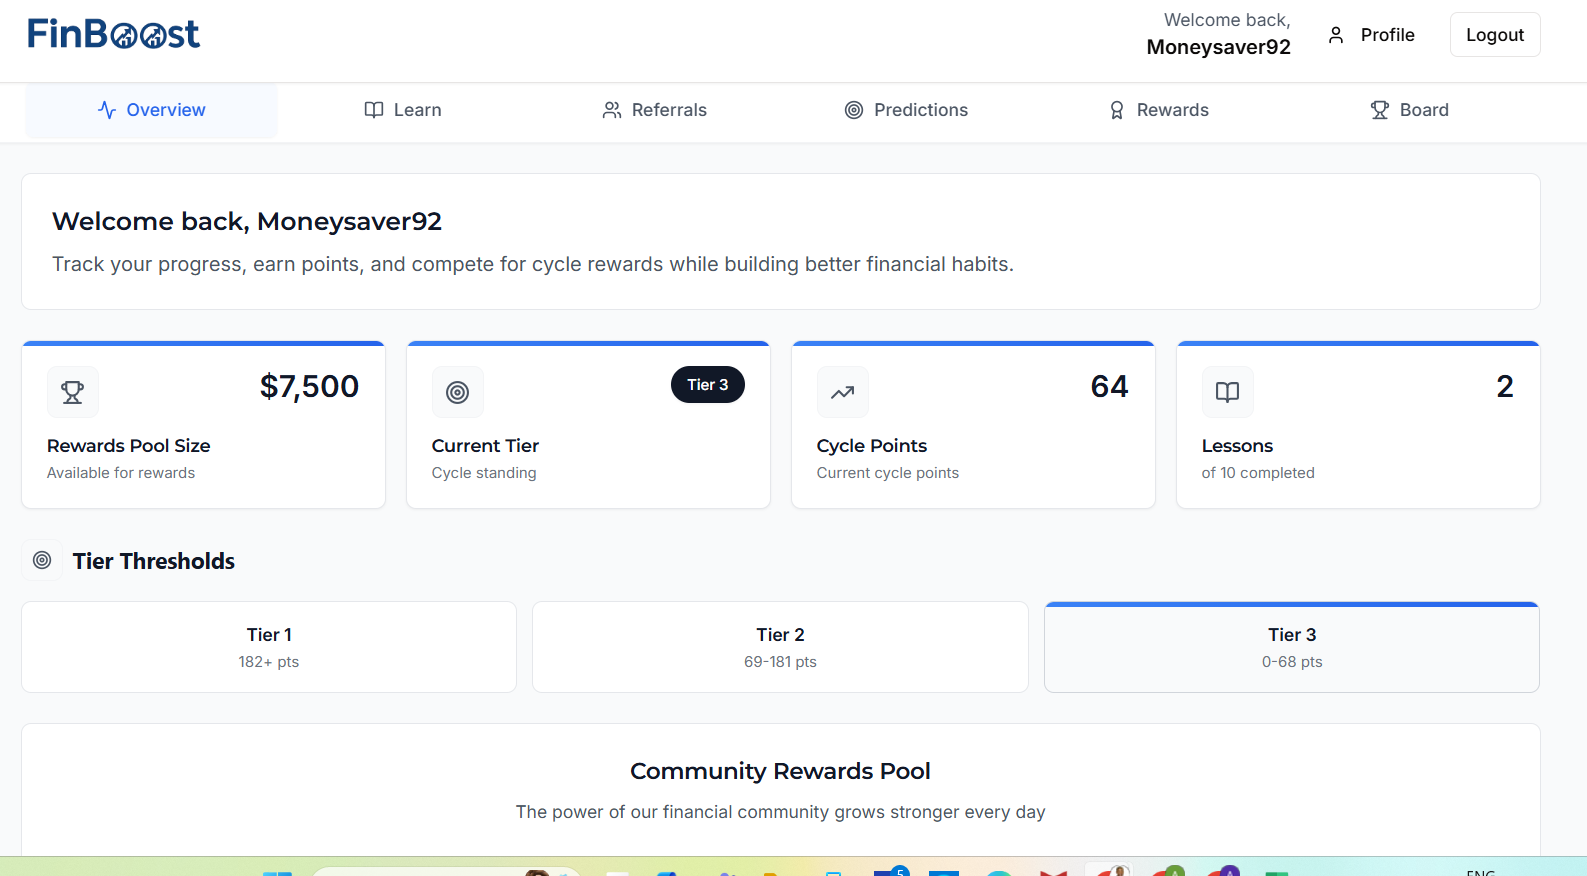 FinBoost
Welcome back,
Moneysaver92
Profile
Logout
Overview
Learn
Referrals
Predictions
Rewards
Board
Welcome back, Moneysaver92
Track your progress, earn points, and compete for cycle rewards while building better financial habits.
$7,500
Rewards Pool Size
Available for rewards
Tier 3
Current Tier
Cycle standing
64
Cycle Points
Current cycle points
2
Lessons
of 10 completed
Tier Thresholds
Tier 1
182+ pts
Tier 2
69-181 pts
Tier 3
0-68 pts
Community Rewards Pool
The power of our financial community grows stronger every day
5
ENG